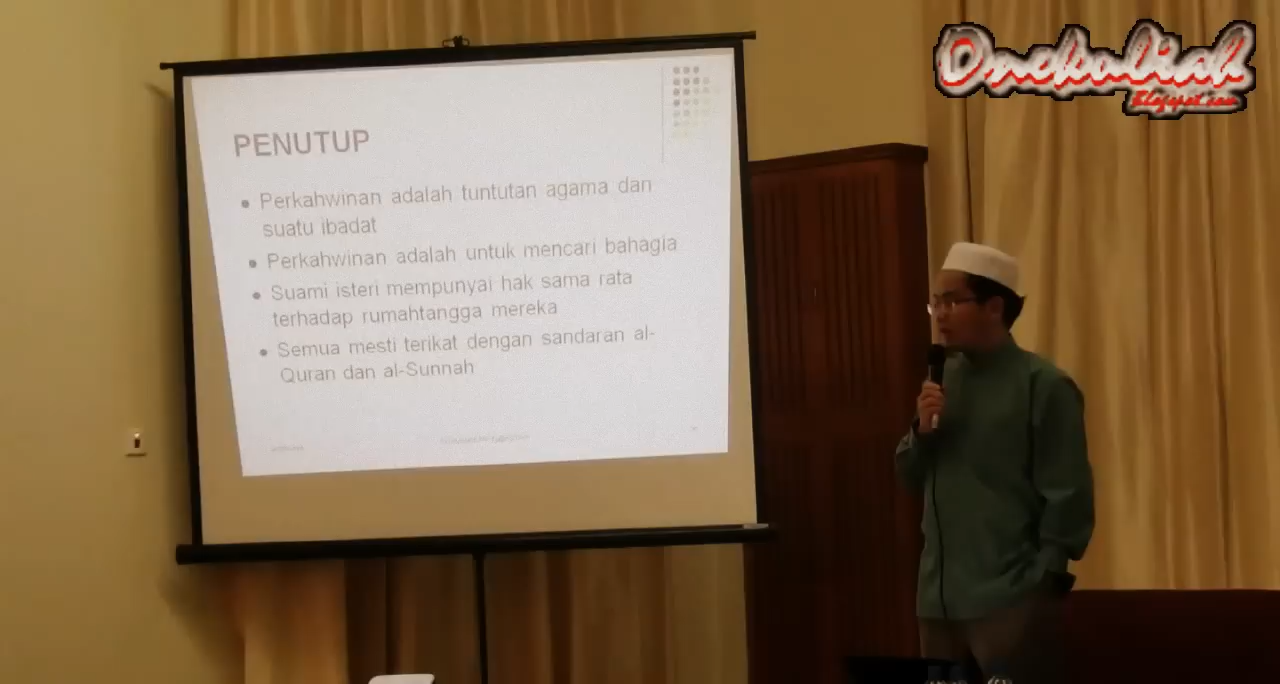 Onekuliah
Blogspot.com
PENUTUP
Perkahwinan adalah tuntutan agama dan
suatu ibadat
Perkahwinan adalah untuk mencari bahagia
Suami isteri mempunyai hak sama rata
terhadap rumahtangga mereka
Semua mesti terikat dengan sandaran al-
Quran dan al-Sunnah